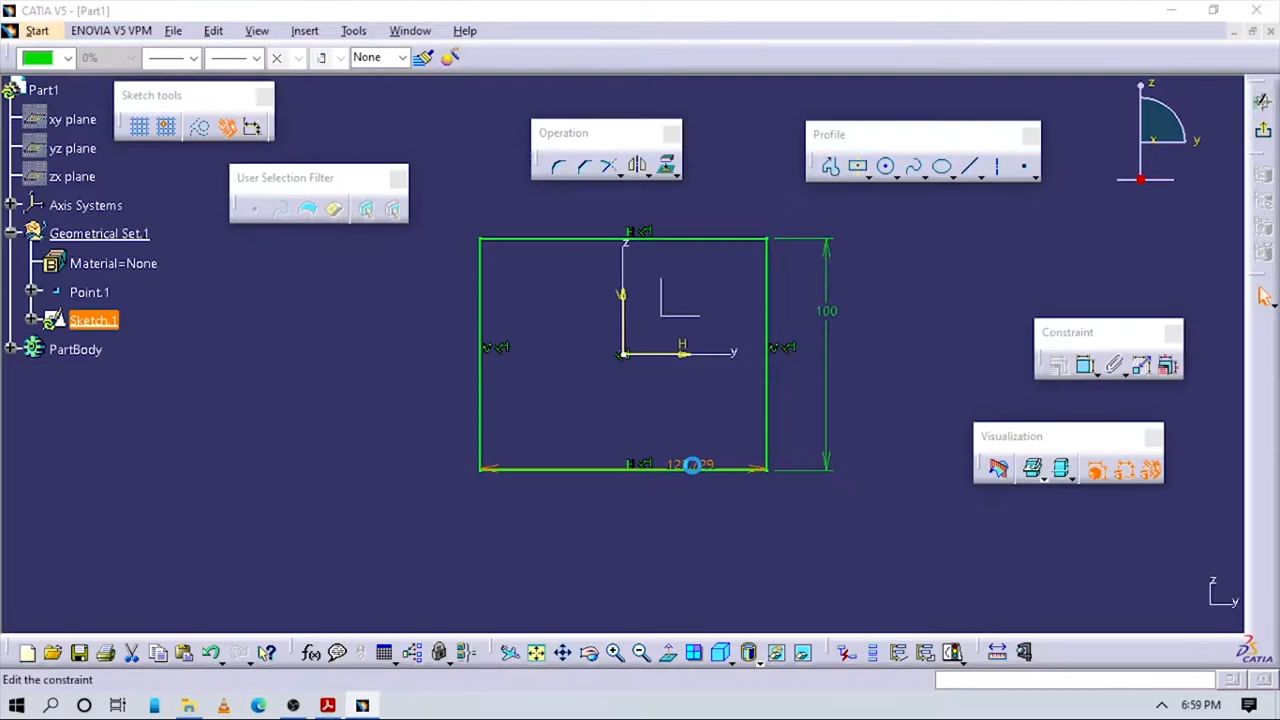 CATIA V5 - [Part1]
Start ENOVIA V5 VPM File Edit View Insert Tools Window Help
0% None
Part1
xy plane
yz plane
zx plane
Axis Systems
Geometrical Set.1
Material=None
Point.1
Sketch.1
PartBody
Sketch tools
User Selection Filter
Operation
Profile
Constraint
Visualization
z
x y
H
z
V
H
y
V
V
100
H
z
y
f(x)
CATIA
Edit the constraint
6:59 PM